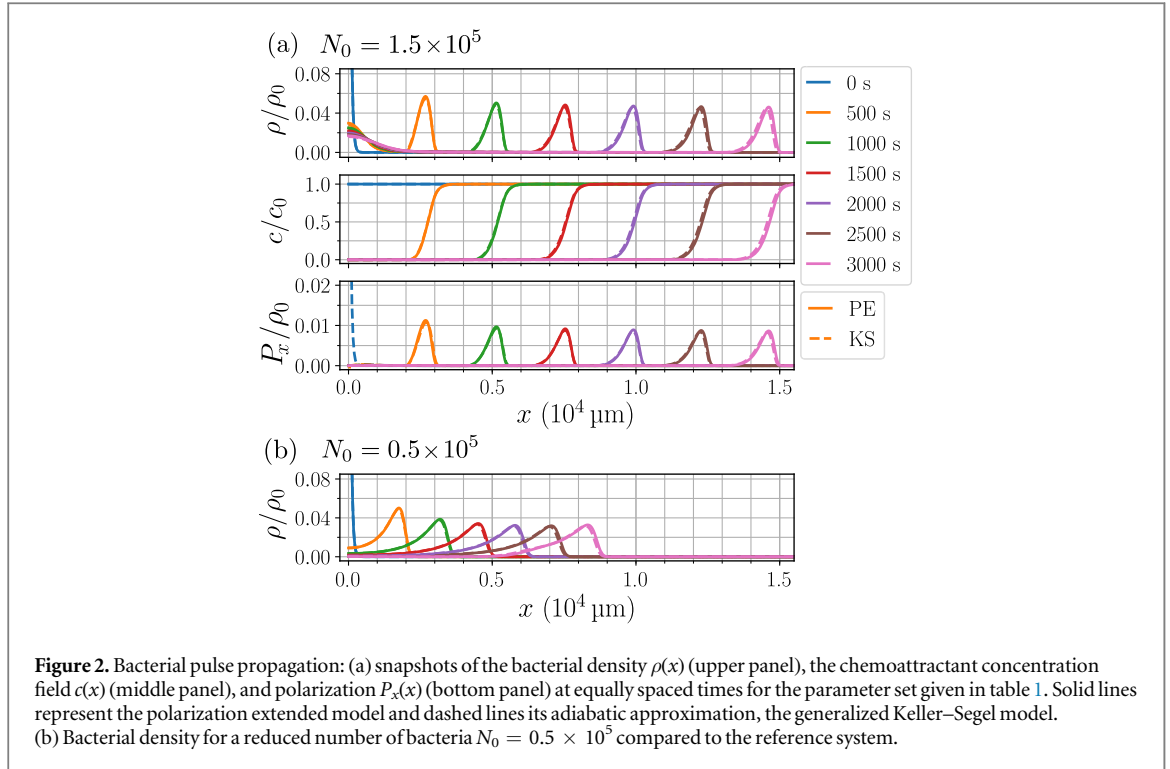 (a) N₀ = 1.5×10⁵
ρ/ρ₀
0.08
0.04
0.00
c/c₀
1.0
0.5
0.0
Pₓ/ρ₀
0.02
0.01
0.00
0.0 0.5 1.0 1.5
x (10⁴ μm)
0 s
500 s
1000 s
1500 s
2000 s
2500 s
3000 s
PE
KS
(b) N₀ = 0.5×10⁵
ρ/ρ₀
0.08
0.04
0.00
0.0 0.5 1.0 1.5
x (10⁴ μm)
Figure 2. Bacterial pulse propagation: (a) snapshots of the bacterial density ρ(x) (upper panel), the chemoattractant concentration
field c(x) (middle panel), and polarization Pₓ(x) (bottom panel) at equally spaced times for the parameter set given in table 1. Solid lines
represent the polarization extended model and dashed lines its adiabatic approximation, the generalized Keller–Segel model.
(b) Bacterial density for a reduced number of bacteria N₀ = 0.5 × 10⁵ compared to the reference system.